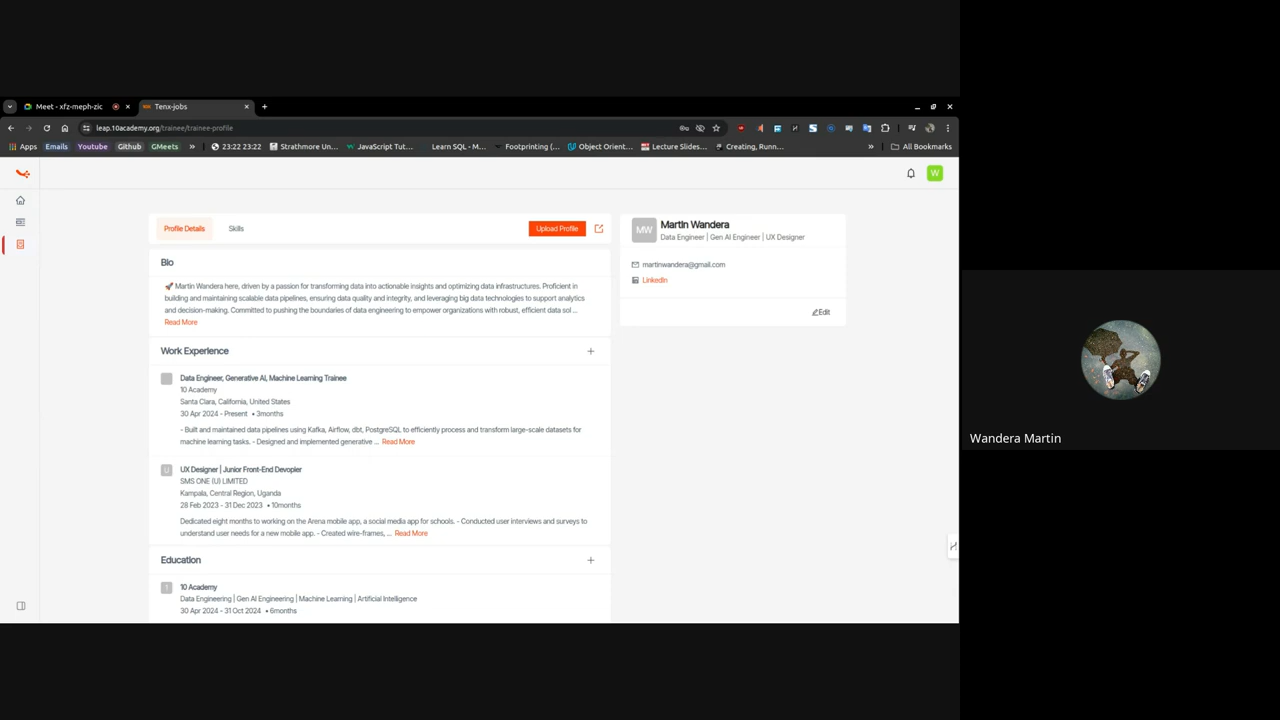 Meet - xfz-meph-zic
Tenx-jobs
leap.10academy.org/trainee/trainee-profile
Apps Emails Youtube Github GMeets » 23:22 23:22 Strathmore Un... JavaScript Tut... Learn SQL - M... Footprinting (... Object Orient... Lecture Slides... Creating, Runn... » All Bookmarks
W
Profile Details Skills Upload Profile
MW
Martin Wandera
Data Engineer | Gen AI Engineer | UX Designer
martinwandera@gmail.com
LinkedIn
Edit
Bio
🚀 Martin Wandera here, driven by a passion for transforming data into actionable insights and optimizing data infrastructures. Proficient in
building and maintaining scalable data pipelines, ensuring data quality and integrity, and leveraging big data technologies to support analytics
and decision-making. Committed to pushing the boundaries of data engineering to empower organizations with robust, efficient data sol ...
Read More
Work Experience
Data Engineer, Generative AI, Machine Learning Trainee
10 Academy
Santa Clara, California, United States
30 Apr 2024 - Present • 3months
- Built and maintained data pipelines using Kafka, Airflow, dbt, PostgreSQL to efficiently process and transform large-scale datasets for
machine learning tasks. - Designed and implemented generative ... Read More
U
UX Designer | Junior Front-End Devopler
SMS ONE (U) LIMITED
Kampala, Central Region, Uganda
28 Feb 2023 - 31 Dec 2023 • 10months
Dedicated eight months to working on the Arena mobile app, a social media app for schools. - Conducted user interviews and surveys to
understand user needs for a new mobile app. - Created wire-frames, ... Read More
Education
1
10 Academy
Data Engineering | Gen AI Engineering | Machine Learning | Artificial Intelligence
30 Apr 2024 - 31 Oct 2024 • 6months
Wandera Martin